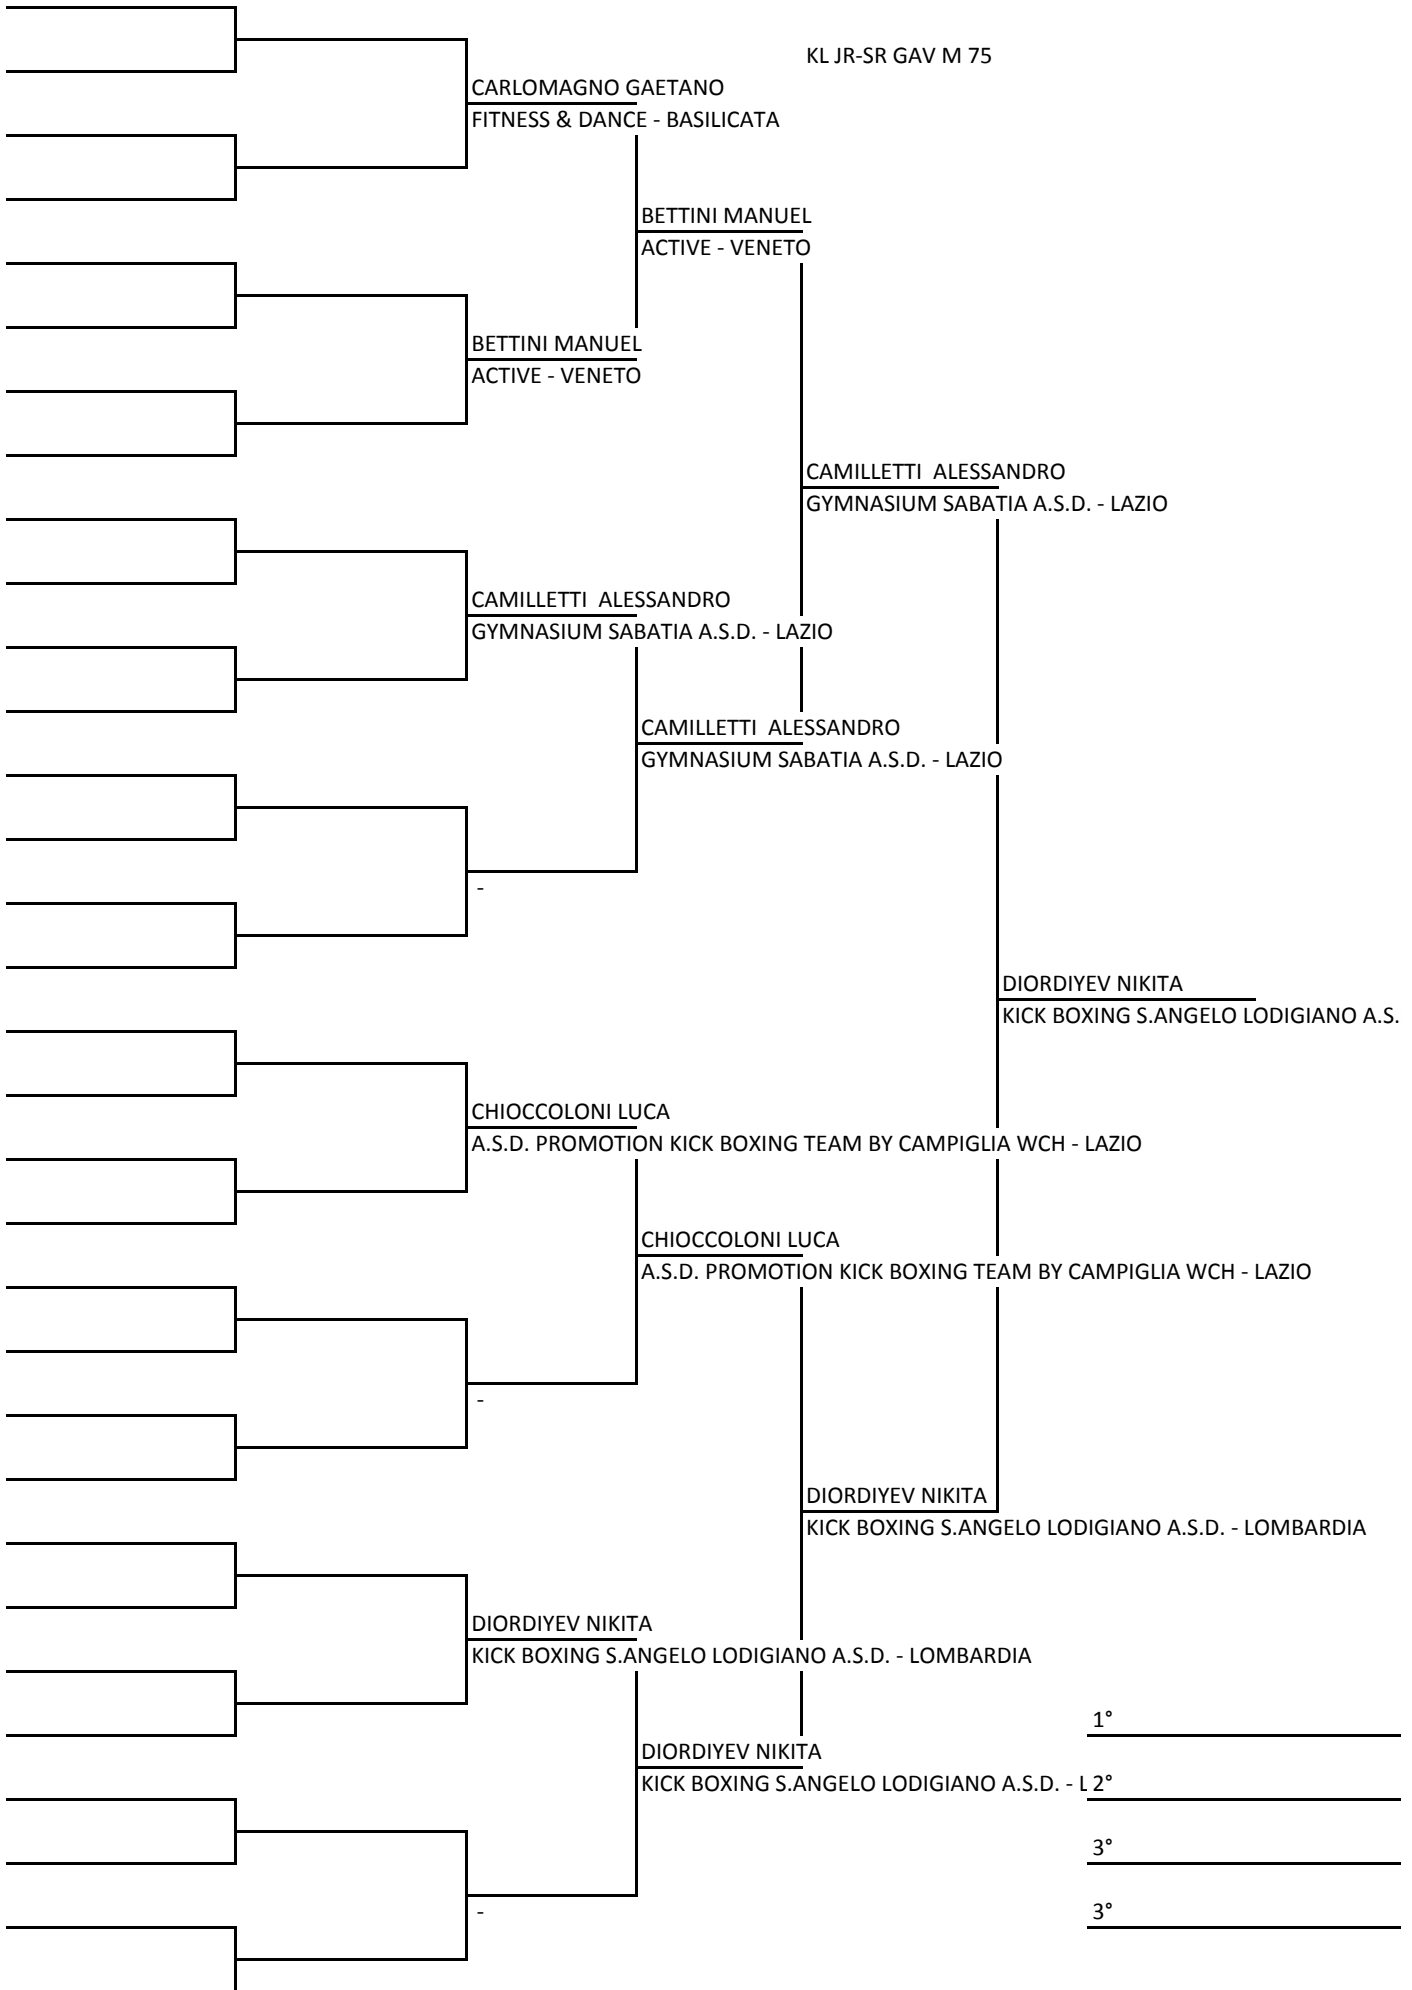 KL JR-SR GAV M 75
CARLOMAGNO GAETANO
FITNESS & DANCE - BASILICATA
BETTINI MANUEL
ACTIVE - VENETO
BETTINI MANUEL
ACTIVE - VENETO
CAMILLETTI  ALESSANDRO
GYMNASIUM SABATIA A.S.D. - LAZIO
CAMILLETTI  ALESSANDRO
GYMNASIUM SABATIA A.S.D. - LAZIO
CAMILLETTI  ALESSANDRO
GYMNASIUM SABATIA A.S.D. - LAZIO
-
DIORDIYEV NIKITA
KICK BOXING S.ANGELO LODIGIANO A.S.
CHIOCCOLONI LUCA
A.S.D. PROMOTION KICK BOXING TEAM BY CAMPIGLIA WCH - LAZIO
CHIOCCOLONI LUCA
A.S.D. PROMOTION KICK BOXING TEAM BY CAMPIGLIA WCH - LAZIO
-
DIORDIYEV NIKITA
KICK BOXING S.ANGELO LODIGIANO A.S.D. - LOMBARDIA
DIORDIYEV NIKITA
KICK BOXING S.ANGELO LODIGIANO A.S.D. - LOMBARDIA
1°
DIORDIYEV NIKITA
KICK BOXING S.ANGELO LODIGIANO A.S.D. - L
2°
3°
3°
-